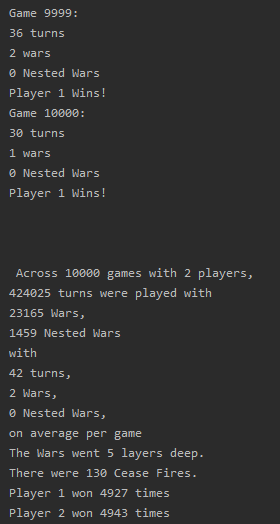 Game 9999:
36 turns
2 wars
0 Nested Wars
Player 1 Wins!
Game 10000:
30 turns
1 wars
0 Nested Wars
Player 1 Wins!
Across 10000 games with 2 players,
424025 turns were played with
23165 Wars,
1459 Nested Wars
with
42 turns,
2 Wars,
0 Nested Wars,
on average per game
The Wars went 5 layers deep.
There were 130 Cease Fires.
Player 1 won 4927 times
Player 2 won 4943 times